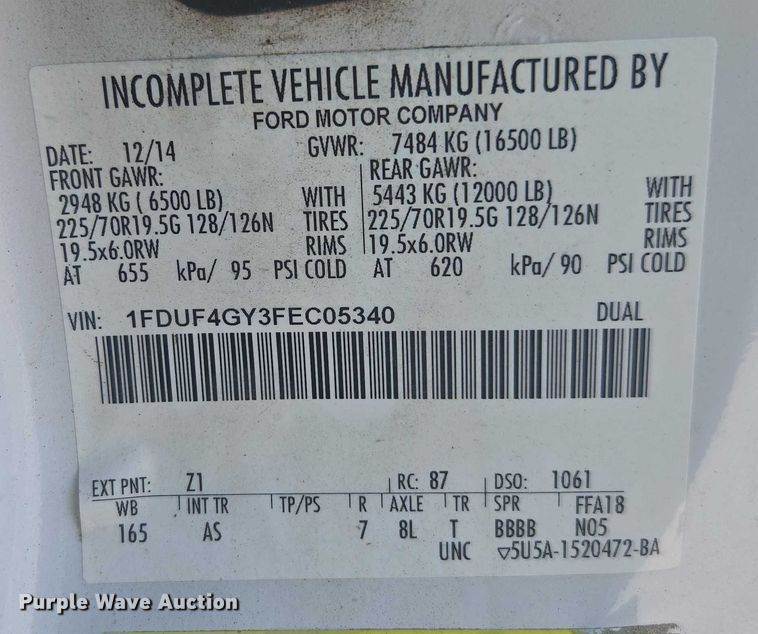 INCOMPLETE VEHICLE MANUFACTURED BY
FORD MOTOR COMPANY
DATE: 12/14 GVWR: 7484 KG (16500 LB)
FRONT GAWR: REAR GAWR:
2948 KG ( 6500 LB) WITH 5443 KG (12000 LB) WITH
225/70R19.5G 128/126N TIRES 225/70R19.5G 128/126N TIRES
19.5x6.0RW RIMS 19.5x6.0RW RIMS
AT 655 kPa/ 95 PSI COLD AT 620 kPa/ 90 PSI COLD
VIN: 1FDUF4GY3FEC05340 DUAL
EXT PNT: Z1 RC: 87 DSO: 1061
WB INT TR TP/PS R AXLE TR SPR FFA18
165 AS 7 8L T BBBB N05
UNC ▽5U5A-1520472-BA
Purple Wave Auction